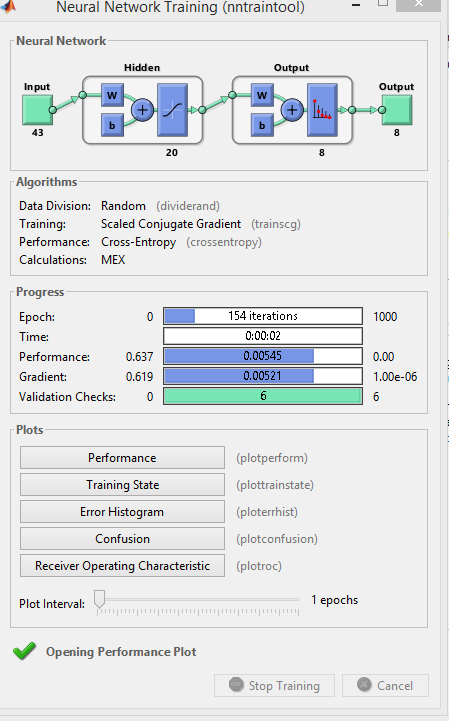 Neural Network Training (nntraintool)
Neural Network
Hidden Output
Input Output
W W
b b
43 8
20 8
Algorithms
Data Division: Random (dividerand)
Training: Scaled Conjugate Gradient (trainscg)
Performance: Cross-Entropy (crossentropy)
Calculations: MEX
Progress
Epoch: 0 154 iterations 1000
Time: 0:00:02
Performance: 0.637 0.00545 0.00
Gradient: 0.619 0.00521 1.00e-06
Validation Checks: 0 6 6
Plots
Performance (plotperform)
Training State (plottrainstate)
Error Histogram (ploterrhist)
Confusion (plotconfusion)
Receiver Operating Characteristic (plotroc)
Plot Interval: 1 epochs
Opening Performance Plot
Stop Training Cancel